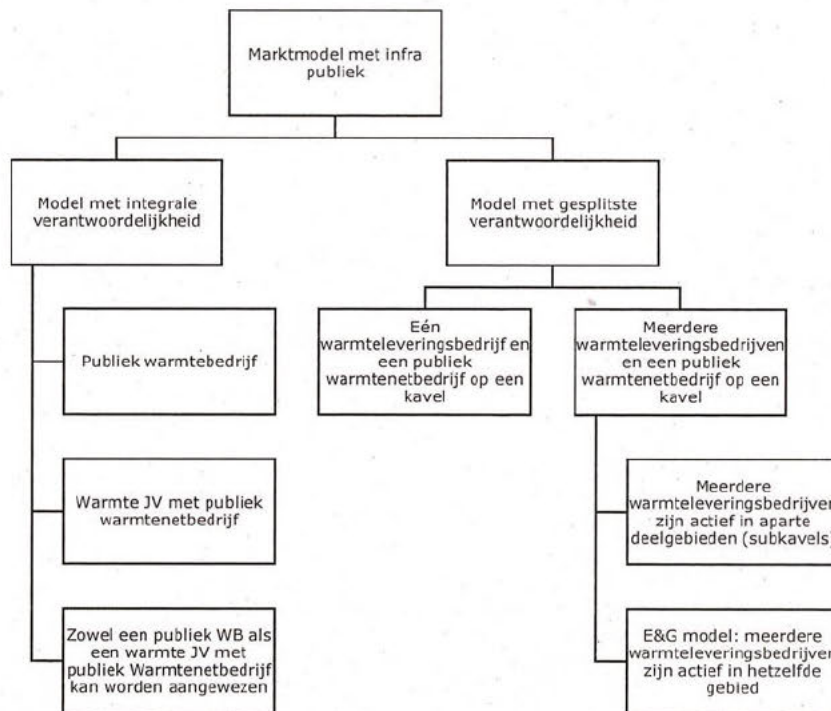 Marktmodel met infra
publiek
Model met integrale
verantwoordelijkheid
Model met gesplitste
verantwoordelijkheid
Publiek warmtebedrijf
Warmte JV met publiek
warmtenetbedrijf
Zowel een publiek WB als
een warmte JV met
publiek Warmtenetbedrijf
kan worden aangewezen
Eén
warmteleveringsbedrijf en
een publiek
warmtenetbedrijf op een
kavel
Meerdere
warmteleveringsbedrijven
en een publiek
warmtenetbedrijf op een
kavel
Meerdere
warmteleveringsbedrijven
zijn actief in aparte
deelgebieden (subkavels)
E&G model: meerdere
warmteleveringsbedrijven
zijn actief in hetzelfde
gebied